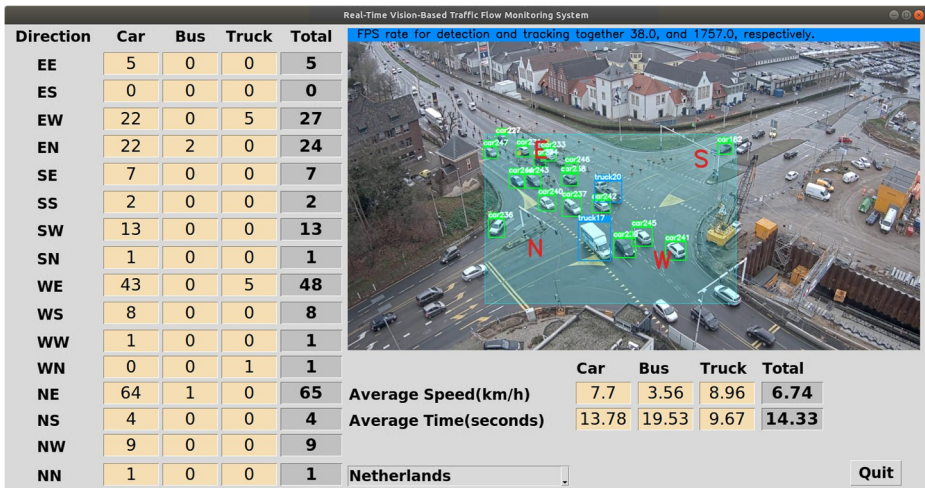 Real-Time Vision-Based Traffic Flow Monitoring System
Direction Car Bus Truck Total
EE 5 0 0 5
ES 0 0 0 0
EW 22 0 5 27
EN 22 2 0 24
SE 7 0 0 7
SS 2 0 0 2
SW 13 0 0 13
SN 1 0 0 1
WE 43 0 5 48
WS 8 0 0 8
WW 1 0 0 1
WN 0 0 1 1
NE 64 1 0 65
NS 4 0 0 4
NW 9 0 0 9
NN 1 0 0 1
FPS rate for detection and tracking together 38.0, and 1757.0, respectively.
car227
car247
car233
E
car182
S
car246
car238
car243
truck20
car240
car237
car242
car236
truck17
car245
car241
N
W
Car Bus Truck Total
Average Speed(km/h) 7.7 3.56 8.96 6.74
Average Time(seconds) 13.78 19.53 9.67 14.33
Netherlands
Quit